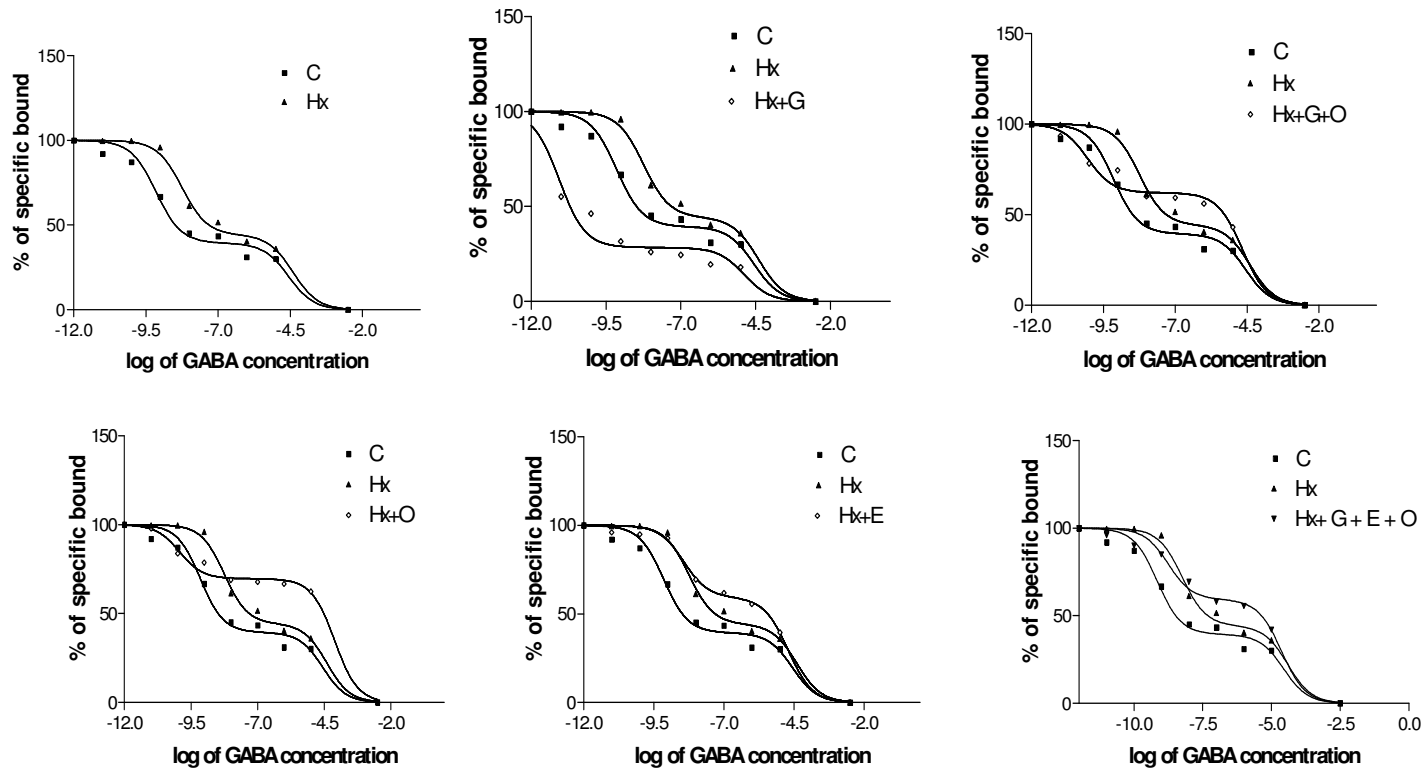 150
100
50
0
% of specific bound
C
Hx
-12.0 -9.5 -7.0 -4.5 -2.0
log of GABA concentration
150
100
50
0
% of specific bound
C
Hx
Hx+G
-12.0 -9.5 -7.0 -4.5 -2.0
log of GABA concentration
150
100
50
0
% of specific bound
C
Hx
Hx+G+O
-12.0 -9.5 -7.0 -4.5 -2.0
log of GABA concentration
150
100
50
0
% of specific bound
C
Hx
Hx+O
-12.0 -9.5 -7.0 -4.5 -2.0
log of GABA concentration
150
100
50
0
% of specific bound
C
Hx
Hx+E
-12.0 -9.5 -7.0 -4.5 -2.0
log of GABA concentration
150
100
50
0
% of specific bound
C
Hx
Hx+ G + E + O
-10.0 -7.5 -5.0 -2.5 0.0
log of GABA concentration